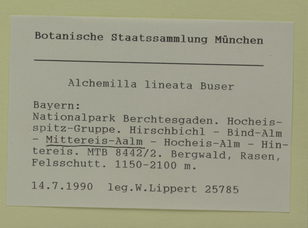 Botanische Staatssammlung München
Alchemilla lineata Buser
Bayern:
Nationalpark Berchtesgaden. Hocheis-
spitz-Gruppe. Hirschbichl - Bind-Alm
- Mittereis-Aalm - Hocheis-Alm - Hin-
tereis. MTB 8442/2. Bergwald, Rasen,
Felsschutt. 1150-2100 m.
14.7.1990 leg.W.Lippert 25785